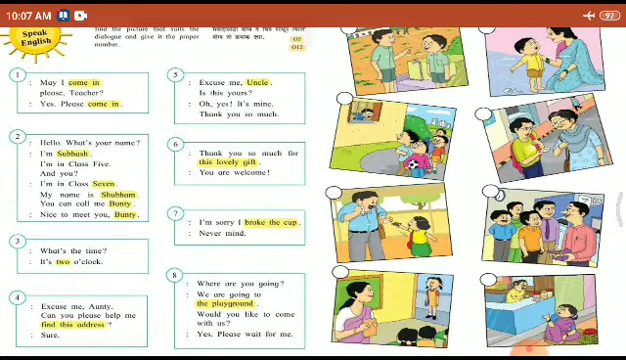 10:07 AM
97
Speak
English
find the picture that suits the
dialogue and give it the proper
number.
1
: May I come in
please, Teacher?
: Yes. Please come in.
2
: Hello. What's your name?
: I'm Subhash.
I'm in Class Five.
And you?
: I'm in Class Seven.
My name is Shubham.
You can call me Bunty.
: Nice to meet you, Bunty.
3
: What's the time?
: It's two o'clock.
4
: Excuse me, Aunty.
Can you please help me
find this address?
: Sure.
5
: Excuse me, Uncle.
Is this yours?
: Oh, yes! It's mine.
Thank you so much.
6
: Thank you so much for
this lovely gift.
: You are welcome!
7
: I'm sorry I broke the cup.
: Never mind.
8
: Where are you going?
: We are going to
the playground.
Would you like to come
with us?
: Yes. Please wait for me.